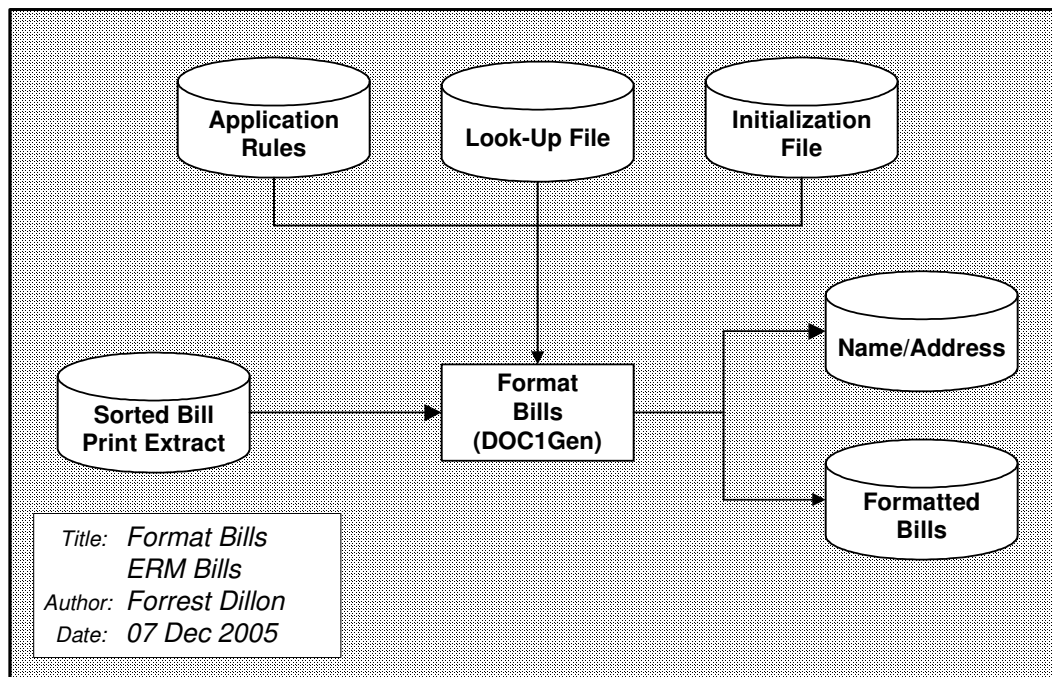 Application
Rules
Look-Up File
Initialization
File
Name/Address
Sorted Bill
Print Extract
Format
Bills
(DOC1Gen)
Formatted
Bills
Title: Format Bills
ERM Bills
Author: Forrest Dillon
Date: 07 Dec 2005